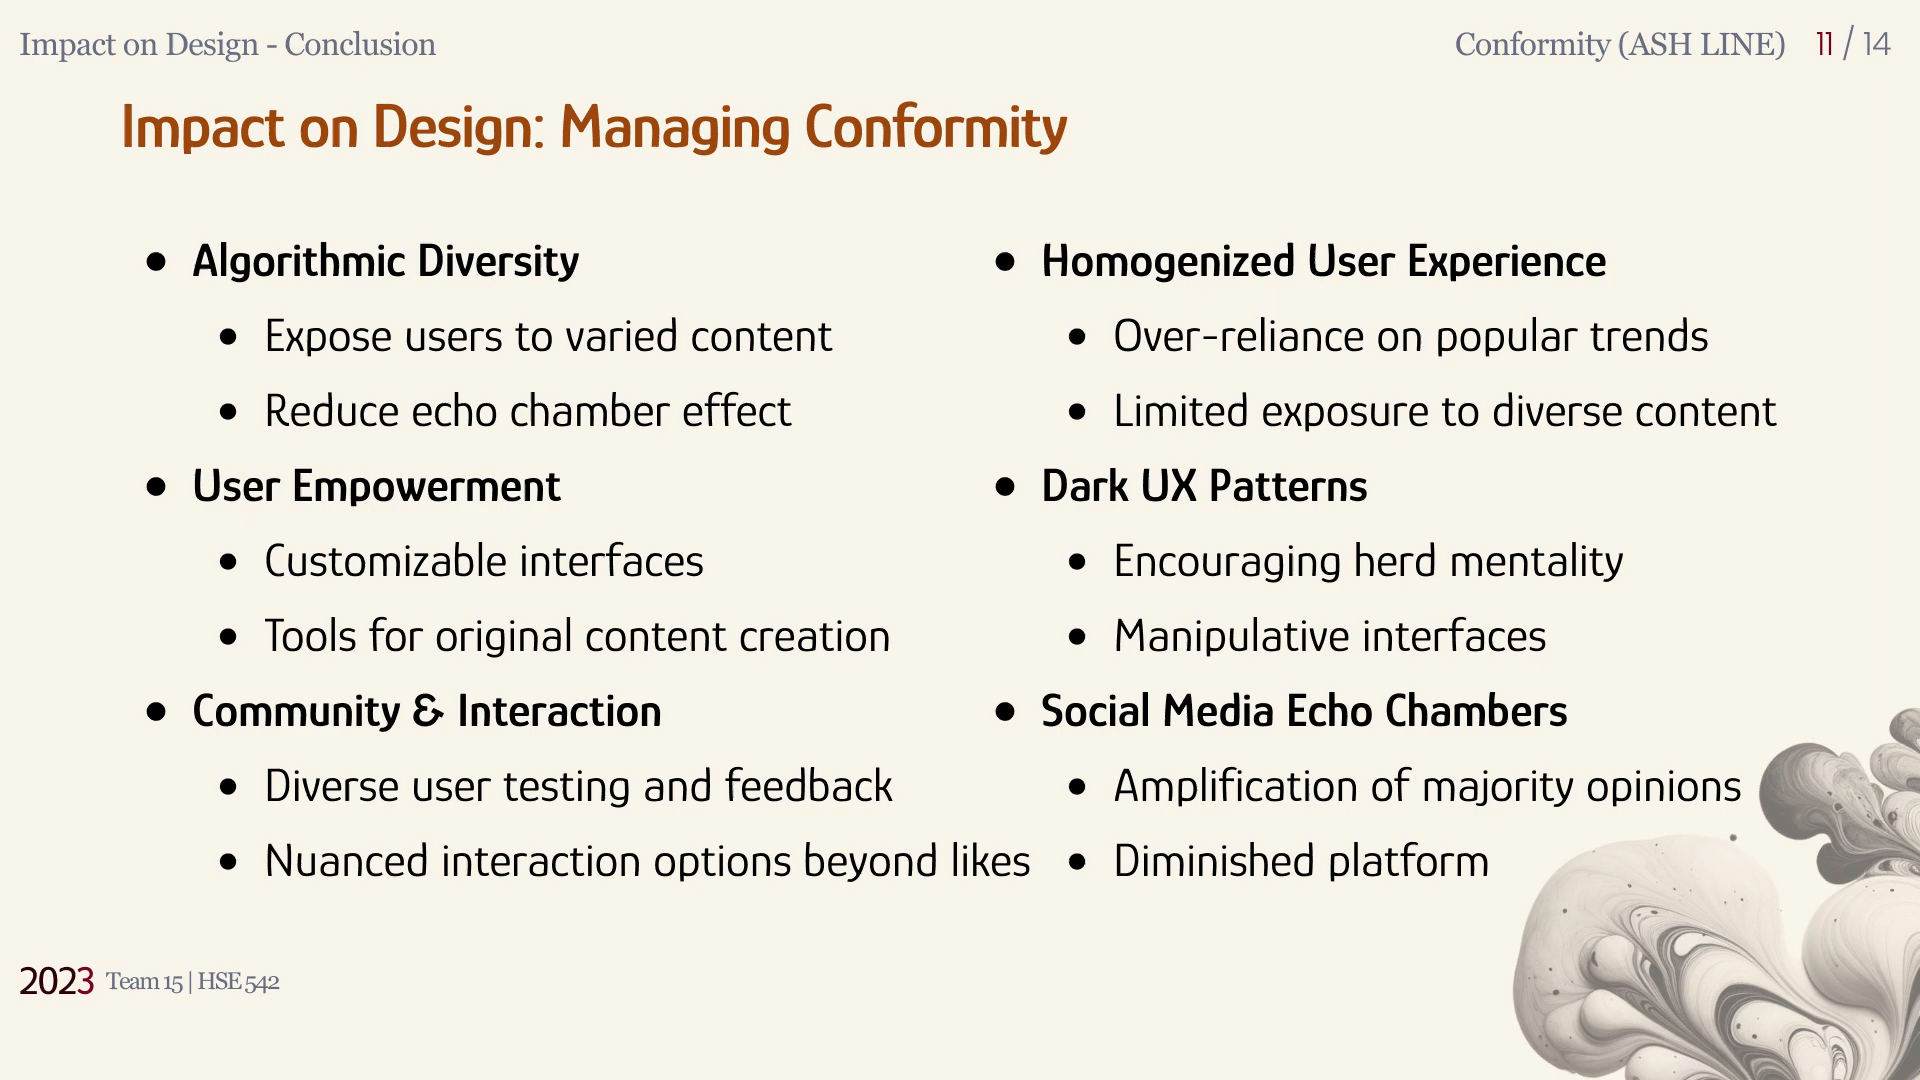 Impact on Design - Conclusion
Conformity (ASH LINE) 11 / 14
Impact on Design: Managing Conformity
• Algorithmic Diversity
• Expose users to varied content
• Reduce echo chamber effect
• User Empowerment
• Customizable interfaces
• Tools for original content creation
• Community & Interaction
• Diverse user testing and feedback
• Nuanced interaction options beyond likes
• Homogenized User Experience
• Over-reliance on popular trends
• Limited exposure to diverse content
• Dark UX Patterns
• Encouraging herd mentality
• Manipulative interfaces
• Social Media Echo Chambers
• Amplification of majority opinions
• Diminished platform
2023 Team 15 | HSE 542